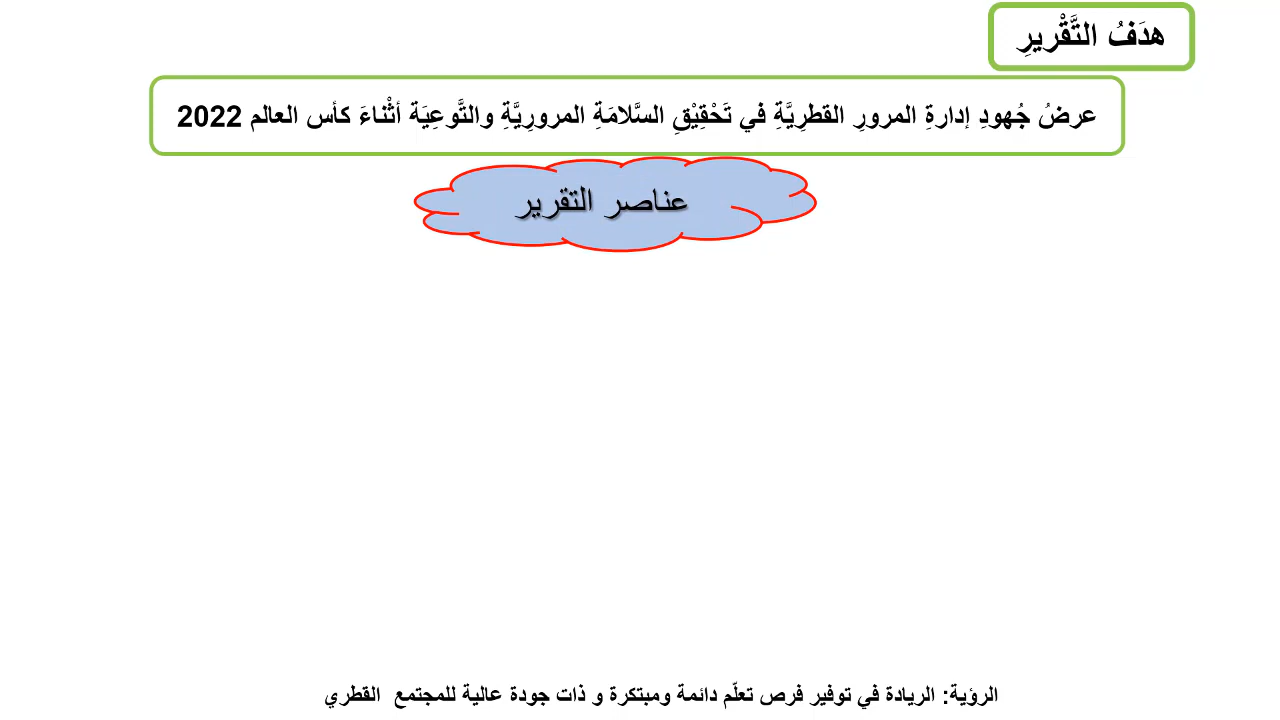 هدَفُ التَّقْريرِ
عرضُ جُهودِ إدارةِ المرورِ القطرِيَّةِ في تَحْقِيْقِ السَّلامَةِ المرورِيَّةِ والتَّوعِيَة أثْناءَ كأس العالم 2022
عناصر التقرير
الرؤية: الريادة في توفير فرص تعلّم دائمة ومبتكرة و ذات جودة عالية للمجتمع القطري